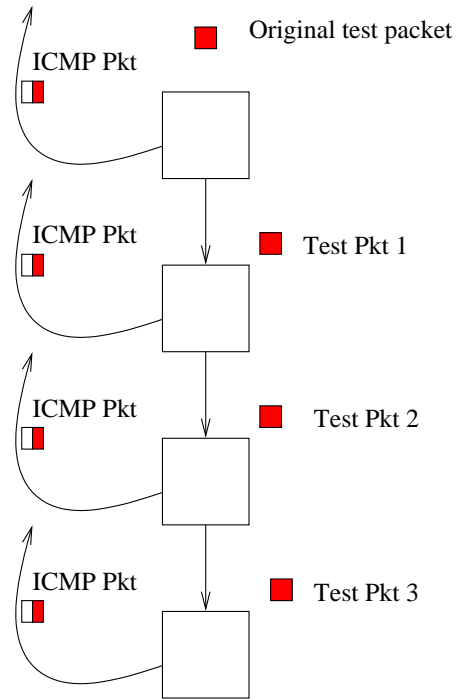 Original test packet
ICMP Pkt
ICMP Pkt
Test Pkt 1
ICMP Pkt
Test Pkt 2
ICMP Pkt
Test Pkt 3